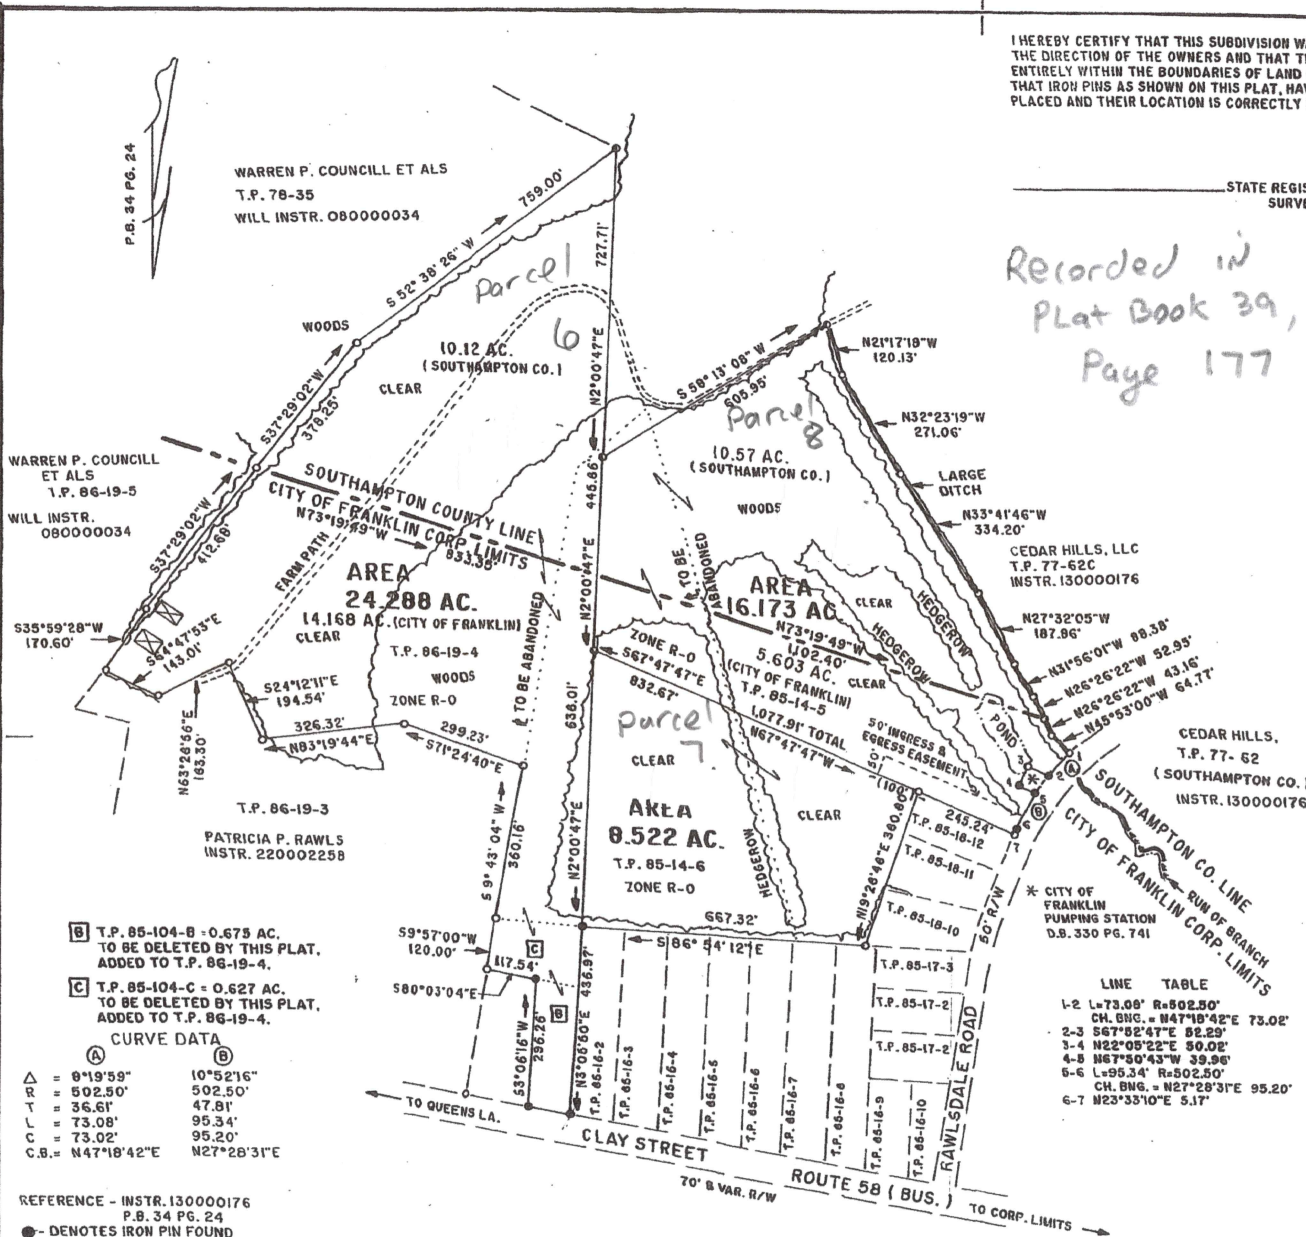 I HEREBY CERTIFY THAT THIS SUBDIVISION
THE DIRECTION OF THE OWNERS AND THAT
ENTIRELY WITHIN THE BOUNDARIES OF LAND
THAT IRON PINS AS SHOWN ON THIS PLAT,
PLACED AND THEIR LOCATION IS CORRECTLY
STATE
Recorded in
PLat Book 39,
Page 177
P.B. 34 PG. 24
WARREN P. COUNCILL ET ALS
T.P. 78-35
WILL INSTR. 080000034
S 52° 38' 26" W
759.00'
727.71'
N2°00'47"E
Parcel
6
WOODS
10.12 AC.
(SOUTHAMPTON CO.)
CLEAR
S37°29'02"W
378.25'
S 58° 13' 08" W
605.95'
Parcel
8
10.57 AC.
(SOUTHAMPTON CO.)
WOODS
N21°17'19"W
120.13'
N32°23'19"W
271.06'
LARGE
DITCH
N33°41'46"W
334.20'
CEDAR HILLS, LLC
T.P. 77-62C
INSTR. 130000176
N27°32'05"W
187.86'
N31°56'01"W 88.38'
N26°26'22"W 52.95'
N26°26'22"W 43.16'
N45°53'00"W 64.77'
WARREN P. COUNCILL
ET ALS
T.P. 86-19-5
WILL INSTR.
080000034
S37°29'02"W
412.68'
SOUTHAMPTON COUNTY LINE
CITY OF FRANKLIN CORP. LIMITS
N73°19'49"W
833.35'
FARM PATH
446.66'
N2°00'47"E
AREA
24.288 AC.
14.168 AC. (CITY OF FRANKLIN)
CLEAR
T.P. 86-19-4
WOODS
ZONE R-O
℄ TO BE ABANDONED
℄ TO BE
ABANDONED
AREA
16.173 AC.
CLEAR
N73°19'49"W
1,102.40'
5.603 AC.
(CITY OF FRANKLIN)
T.P. 85-14-5
CLEAR
HEDGEROW
HEDGEROW
POND
S35°59'28"W
170.60'
S64°47'53"E
143.01'
N63°26'56"E
163.30'
S24°12'11"E
194.54'
326.32'
N83°19'44"E
299.23'
S71°24'40"E
ZONE R-O
S67°47'47"E
832.67'
1,077.91' TOTAL
N67°47'47"W
636.01'
N2°00'47"E
Parcel
7
CLEAR
50' INGRESS &
EGRESS EASEMENT
50'
(100')
CLEAR
AREA
8.522 AC.
T.P. 85-14-6
ZONE R-O
HEDGEROW
667.32'
S 86° 54' 12" E
N19°28'46"E 380.80'
245.24'
T.P. 85-18-12
T.P. 85-18-11
T.P. 85-18-10
T.P. 85-17-3
T.P. 85-17-2
T.P. 85-17-2
50' R/W
RAWLSDALE ROAD
1
2
3
4
5
6
7
*
A
B
CEDAR HILLS,
T.P. 77-62
(SOUTHAMPTON CO.)
INSTR. 130000176
SOUTHAMPTON CO. LINE
RUN OF BRANCH
CITY OF FRANKLIN CORP. LIMITS
* CITY OF
FRANKLIN
PUMPING STATION
D.B. 330 PG. 741
T.P. 86-19-3
PATRICIA P. RAWLS
INSTR. 220002258
S 9° 43' 04" W
360.16'
S9°57'00"W
120.00'
117.54'
S80°03'04"E
C
B
S3°06'16"W
296.26'
436.97'
N3°05'50"E
T.P. 85-16-2
T.P. 85-16-3
T.P. 85-16-4
T.P. 85-16-5
T.P. 85-16-6
T.P. 85-16-7
T.P. 85-16-8
T.P. 85-16-9
T.P. 85-16-10
B T.P. 85-104-B = 0.675 AC.
TO BE DELETED BY THIS PLAT.
ADDED TO T.P. 86-19-4.
C T.P. 85-104-C = 0.627 AC.
TO BE DELETED BY THIS PLAT.
ADDED TO T.P. 86-19-4.
CURVE DATA
A B
Δ = 8°19'59" 10°52'16"
R = 502.50' 502.50'
T = 36.61' 47.81'
L = 73.08' 95.34'
C = 73.02' 95.20'
C.B. = N47°18'42"E N27°28'31"E
LINE TABLE
1-2 L=73.08' R=502.50'
CH. BNG. = N47°18'42"E 73.02'
2-3 S67°52'47"E 52.29'
3-4 N22°05'22"E 50.02'
4-5 N67°50'43"W 39.96'
5-6 L=95.34' R=502.50'
CH. BNG. = N27°28'31"E 95.20'
6-7 N23°33'10"E 5.17'
TO QUEENS LA.
CLAY STREET
70' & VAR. R/W
ROUTE 58 (BUS.)
TO CORP. LIMITS
REFERENCE - INSTR. 130000176
P.B. 34 PG. 24
●- DENOTES IRON PIN FOUND